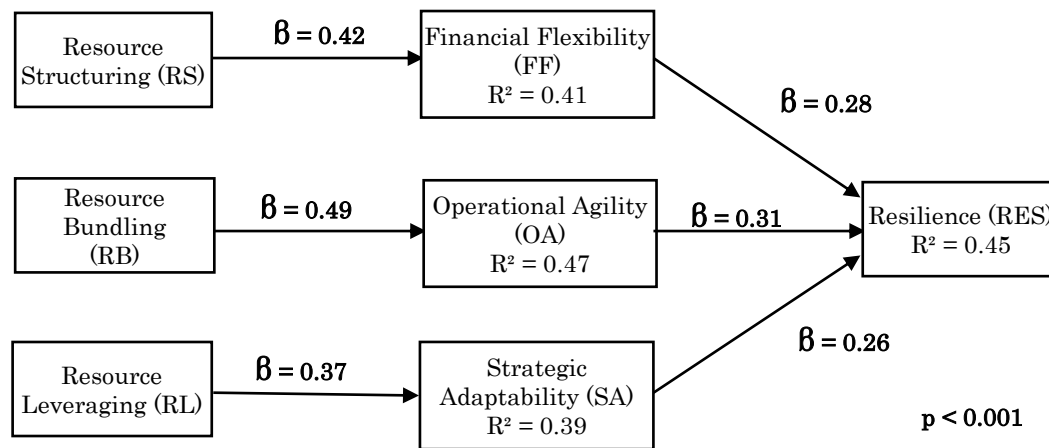 Resource
Structuring (RS)
β = 0.42
Financial Flexibility
(FF)
R² = 0.41
β = 0.28
Resource
Bundling
(RB)
β = 0.49
Operational Agility
(OA)
R² = 0.47
β = 0.31
Resilience (RES)
R² = 0.45
Resource
Leveraging (RL)
β = 0.37
Strategic
Adaptability (SA)
R² = 0.39
β = 0.26
p < 0.001